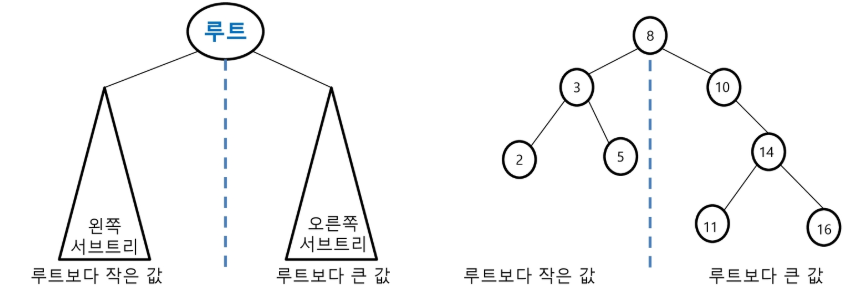 루트
왼쪽
서브트리
루트보다 작은 값
오른쪽
서브트리
루트보다 큰 값
8
3
10
2
5
14
11
16
루트보다 작은 값
루트보다 큰 값